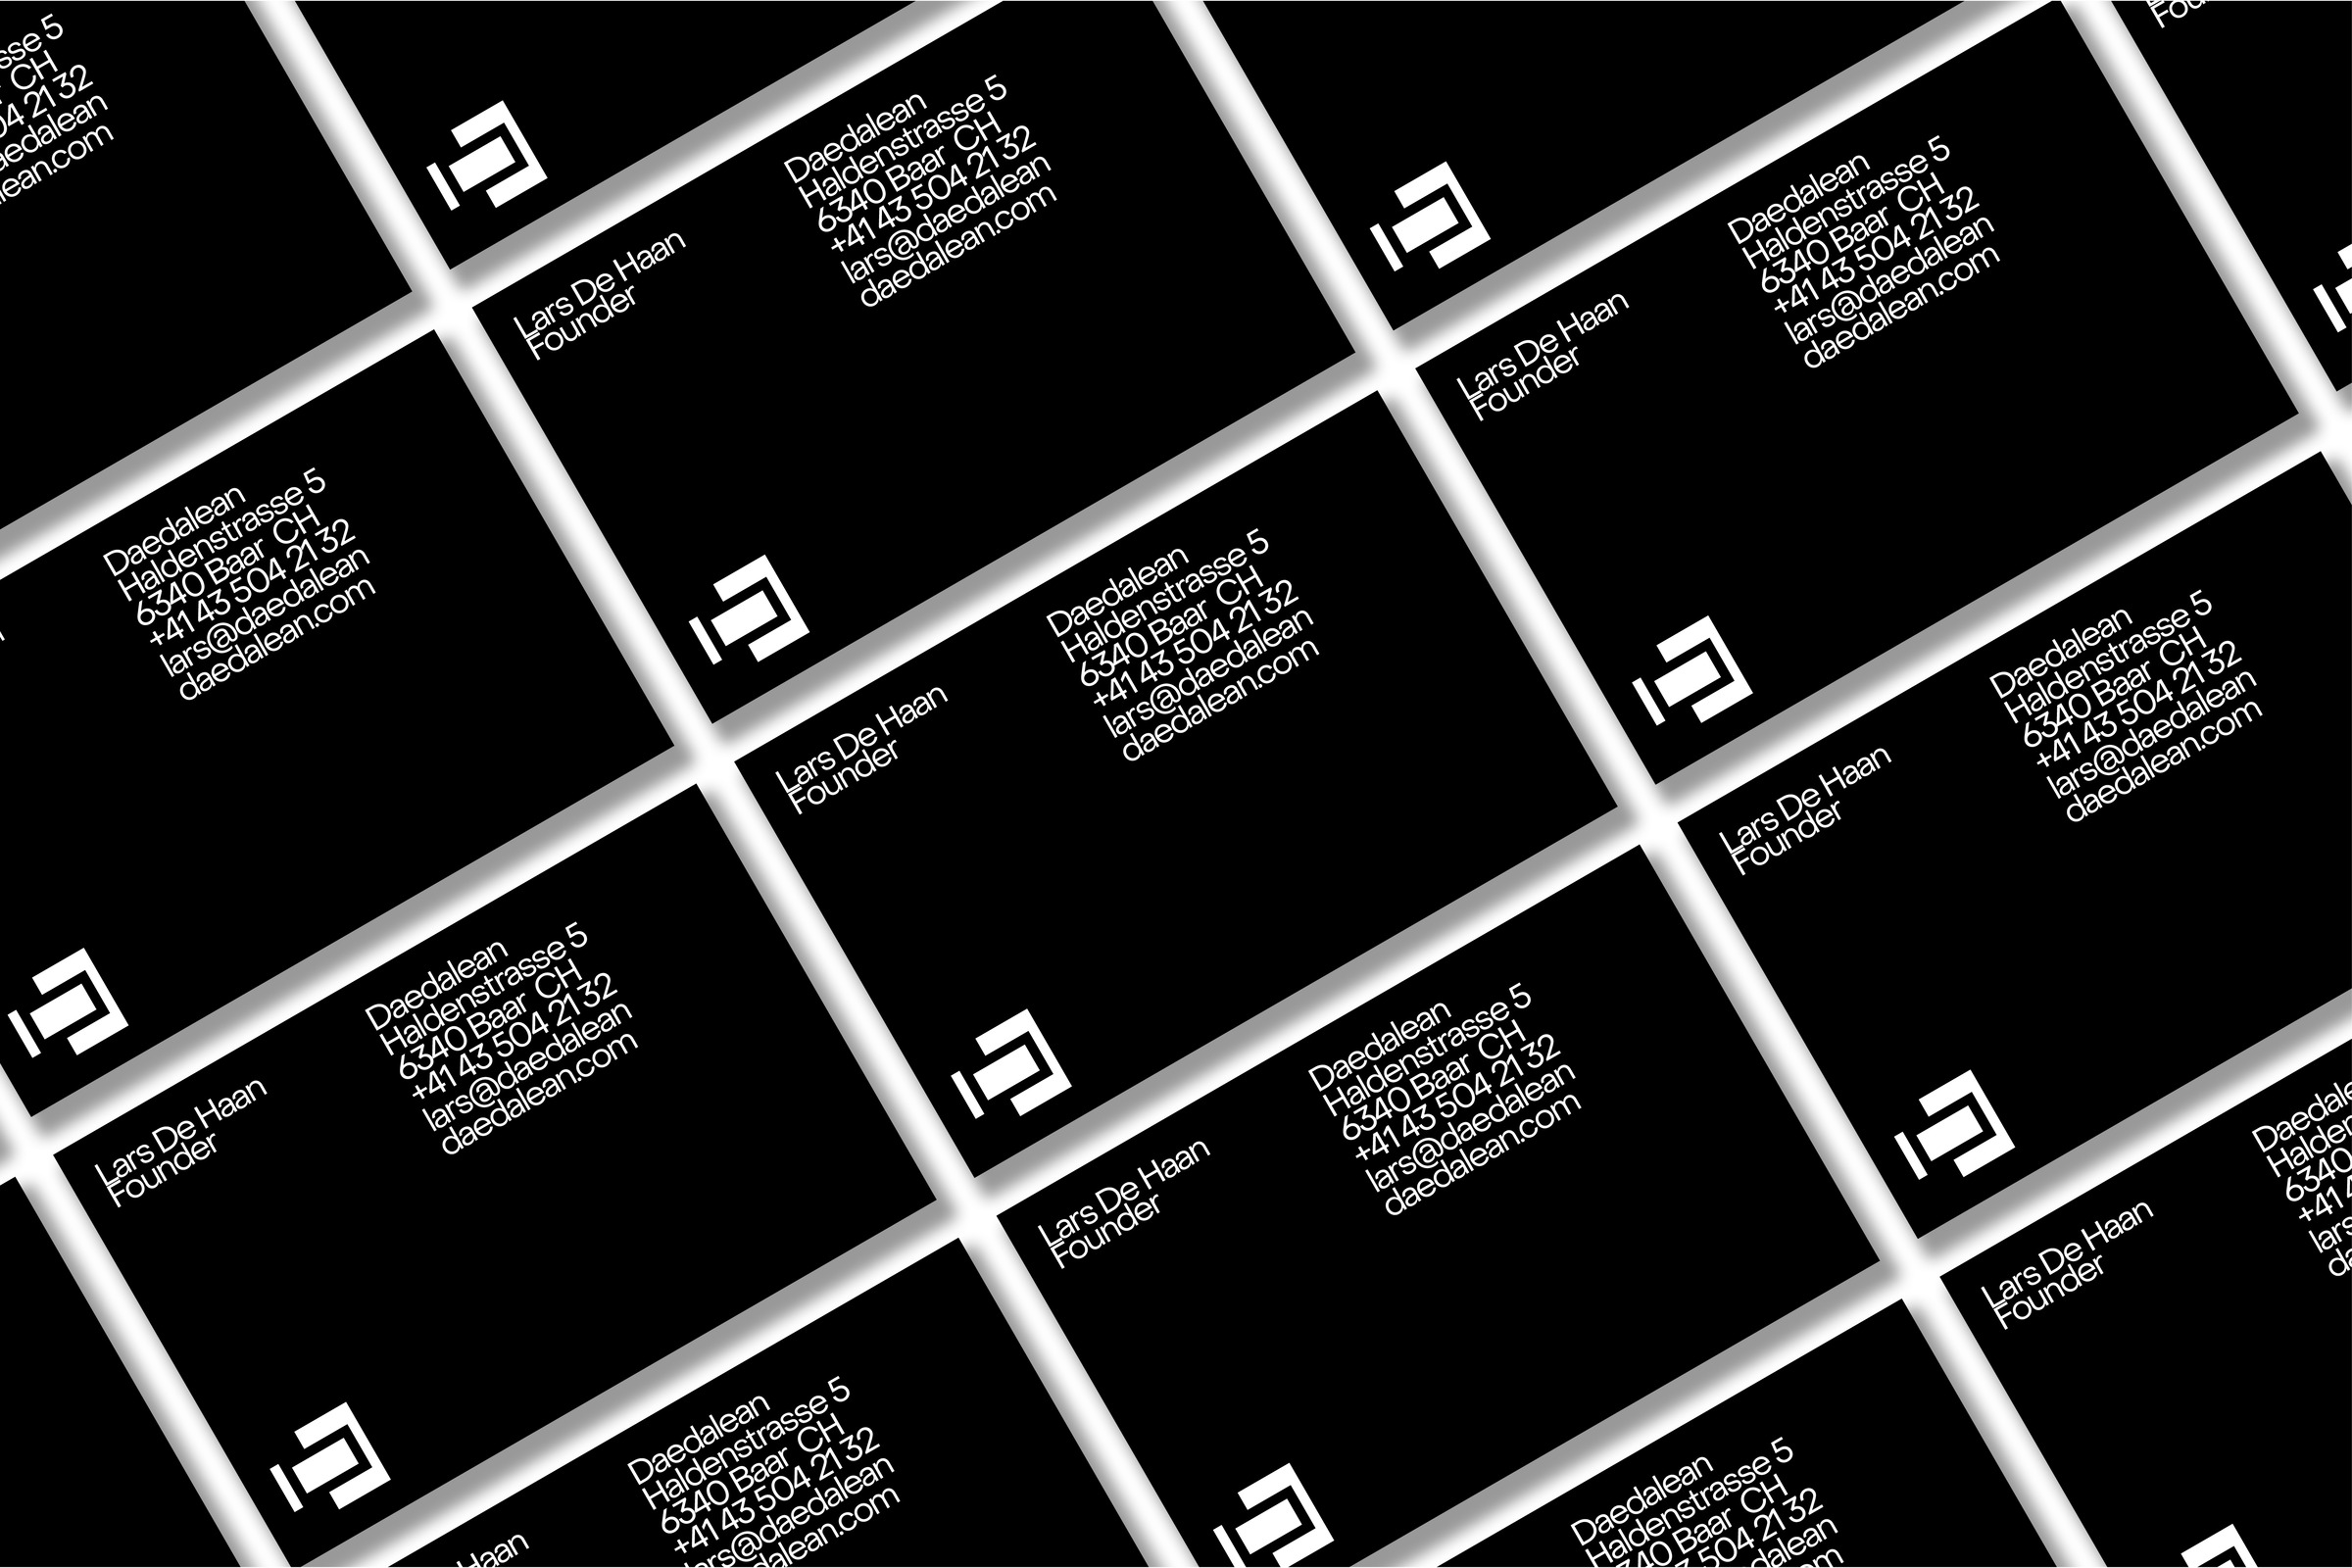 Lars De Haan
Founder
Daedalean
Haldenstrasse 5
6340 Baar CH
+41 43 504 21 32
lars@daedalean
daedalean.com